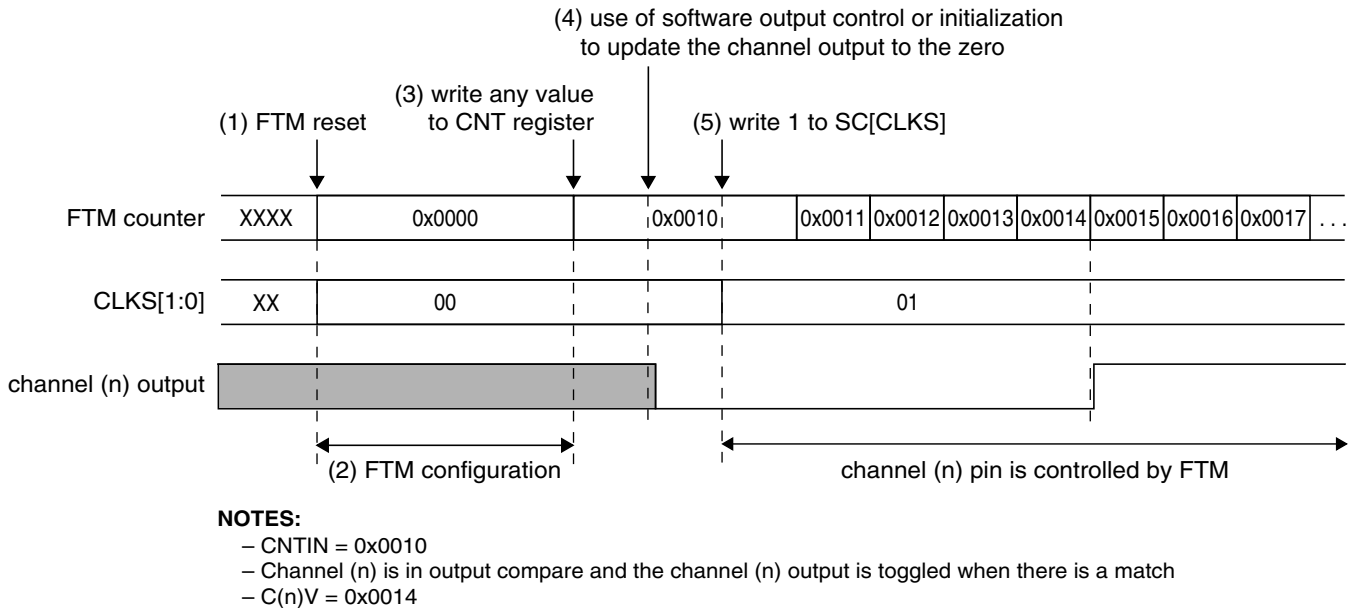 (4) use of software output control or initialization
to update the channel output to the zero
(3) write any value
to CNT register
(1) FTM reset
(5) write 1 to SC[CLKS]
FTM counter XXXX 0x0000 0x0010 0x0011 0x0012 0x0013 0x0014 0x0015 0x0016 0x0017 . . .
CLKS[1:0] XX 00 01
channel (n) output
(2) FTM configuration
channel (n) pin is controlled by FTM
NOTES:
– CNTIN = 0x0010
– Channel (n) is in output compare and the channel (n) output is toggled when there is a match
– C(n)V = 0x0014